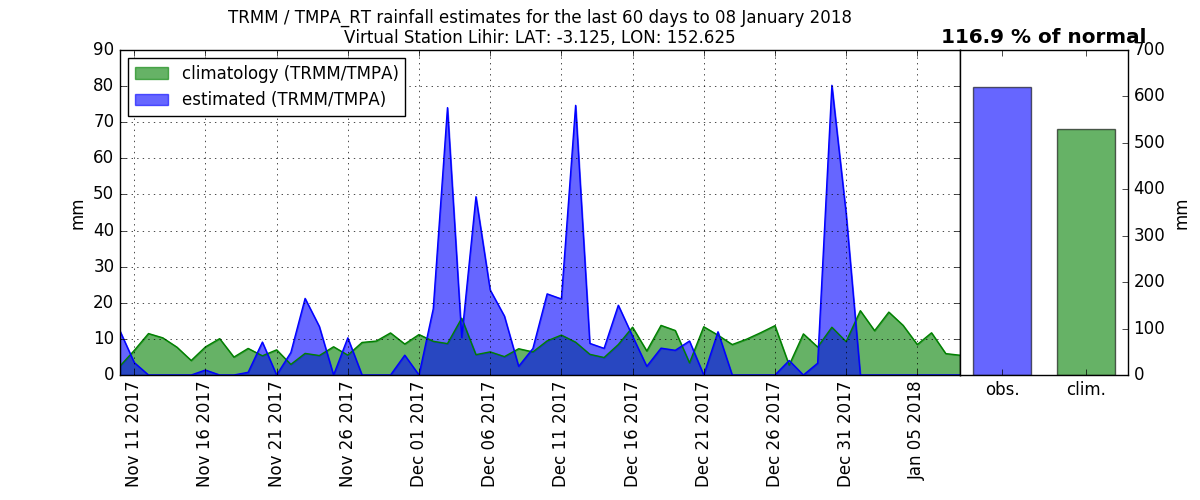 TRMM / TMPA_RT rainfall estimates for the last 60 days to 08 January 2018
Virtual Station Lihir: LAT: -3.125, LON: 152.625
116.9 % of normal
climatology (TRMM/TMPA)
estimated (TRMM/TMPA)
mm
90
80
70
60
50
40
30
20
10
0
Nov 11 2017
Nov 16 2017
Nov 21 2017
Nov 26 2017
Dec 01 2017
Dec 06 2017
Dec 11 2017
Dec 16 2017
Dec 21 2017
Dec 26 2017
Dec 31 2017
Jan 05 2018
700
600
500
400
300
200
100
0
mm
obs.
clim.